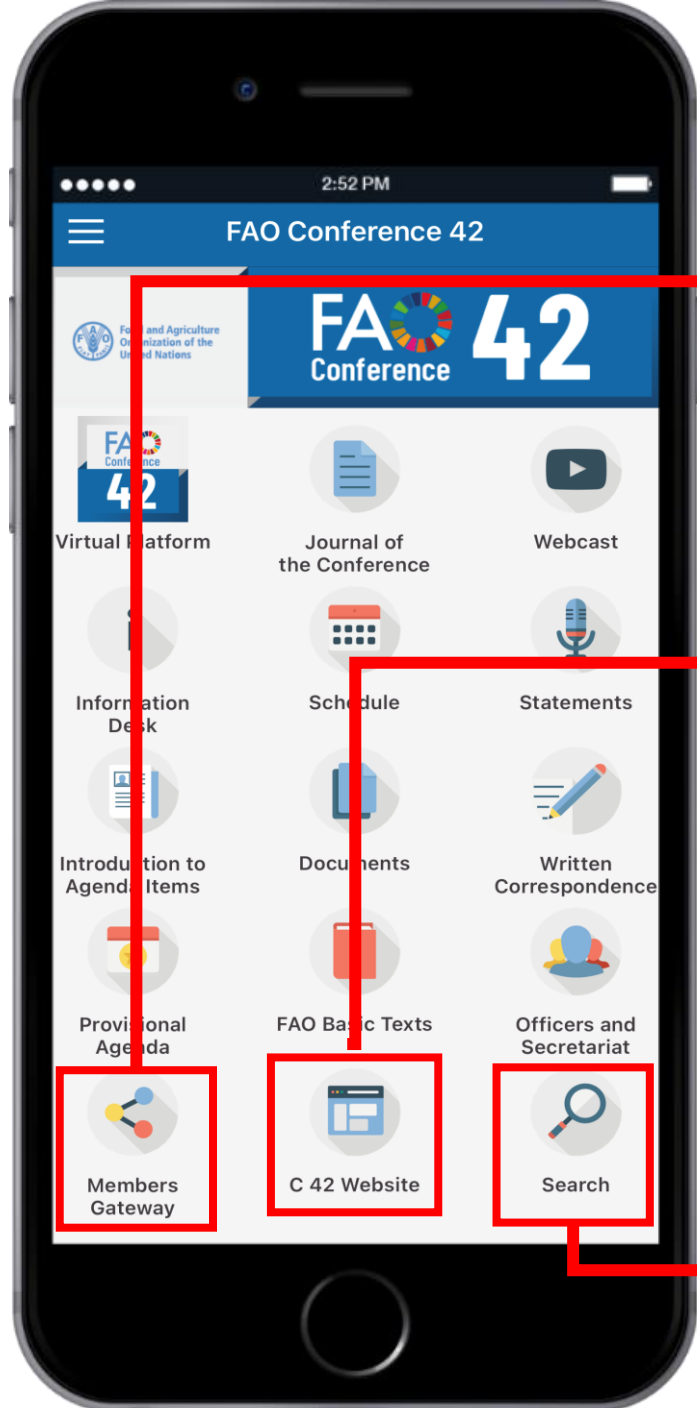 2:52 PM
FAO Conference 42
FAO
Conference
42
Food and Agriculture
Organization of the
United Nations
FAO
Conference
42
Virtual Platform
Journal of
the Conference
Webcast
Information
Desk
Schedule
Statements
Introduction to
Agenda Items
Documents
Written
Correspondence
Provisional
Agenda
FAO Basic Texts
Officers and
Secretariat
Members
Gateway
C 42 Website
Search